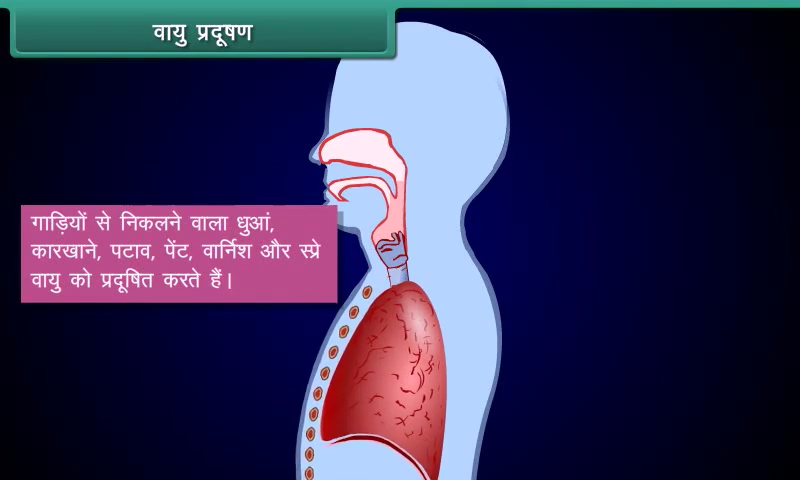 वायु प्रदूषण
गाड़ियों से निकलने वाला धुआं,
कारखाने, पटाव, पेंट, वार्निश और स्प्रे
वायु को प्रदूषित करते हैं।